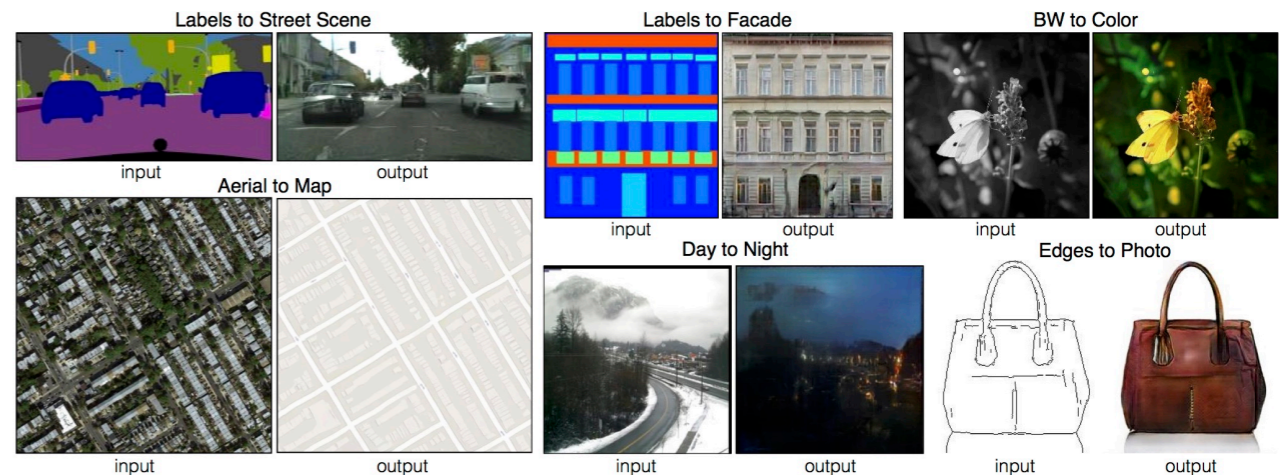 Labels to Street Scene
input
output
Aerial to Map
input
output
Labels to Facade
input
output
BW to Color
input
output
Day to Night
input
output
Edges to Photo
input
output